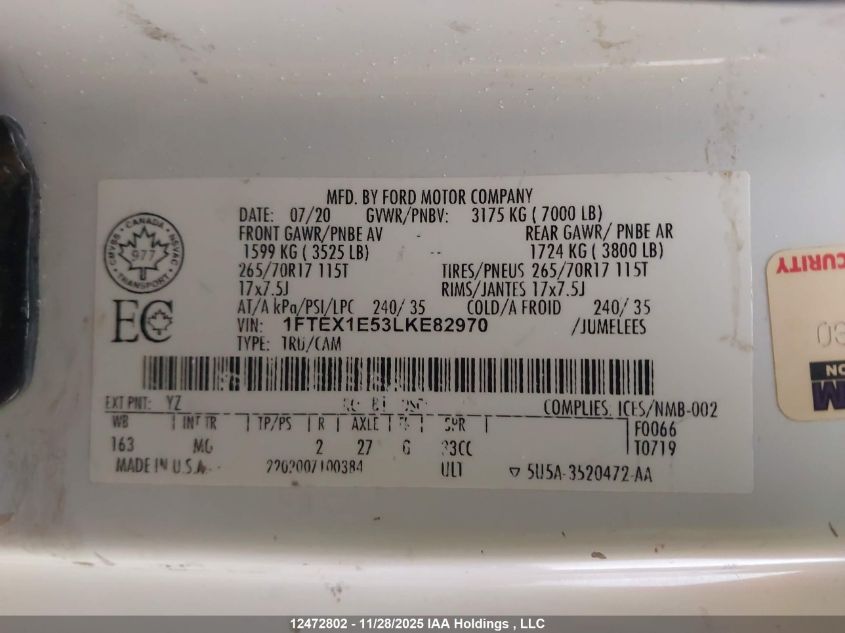 MFD. BY FORD MOTOR COMPANY
DATE: 07/20 GVWR/PNBV: 3175 KG ( 7000 LB)
FRONT GAWR/PNBE AV - REAR GAWR/ PNBE AR
1599 KG ( 3525 LB) -- 1724 KG ( 3800 LB)
265/70R17 115T TIRES/PNEUS 265/70R17 115T
17x7.5J RIMS/JANTES 17x7.5J
AT/A kPa/PSI/LPC 240/ 35 COLD/A FROID 240/ 35
VIN: 1FTEX1E53LKE82970 /JUMELEES
TYPE: TRU/CAM
CANADA
CMVSS 977 NSVAC
TRANSPORT
EC
EXT PNT: YZ COMPLIES: ICES/NMB-002
WB | INT TR | TP/PS | R | AXLE | | SPR | F0066
163 MG 2 27 T0719
MADE IN U.S.A. ULT ▽ 5U5A-3520472-AA
CURITY
12472802 - 11/28/2025 IAA Holdings , LLC